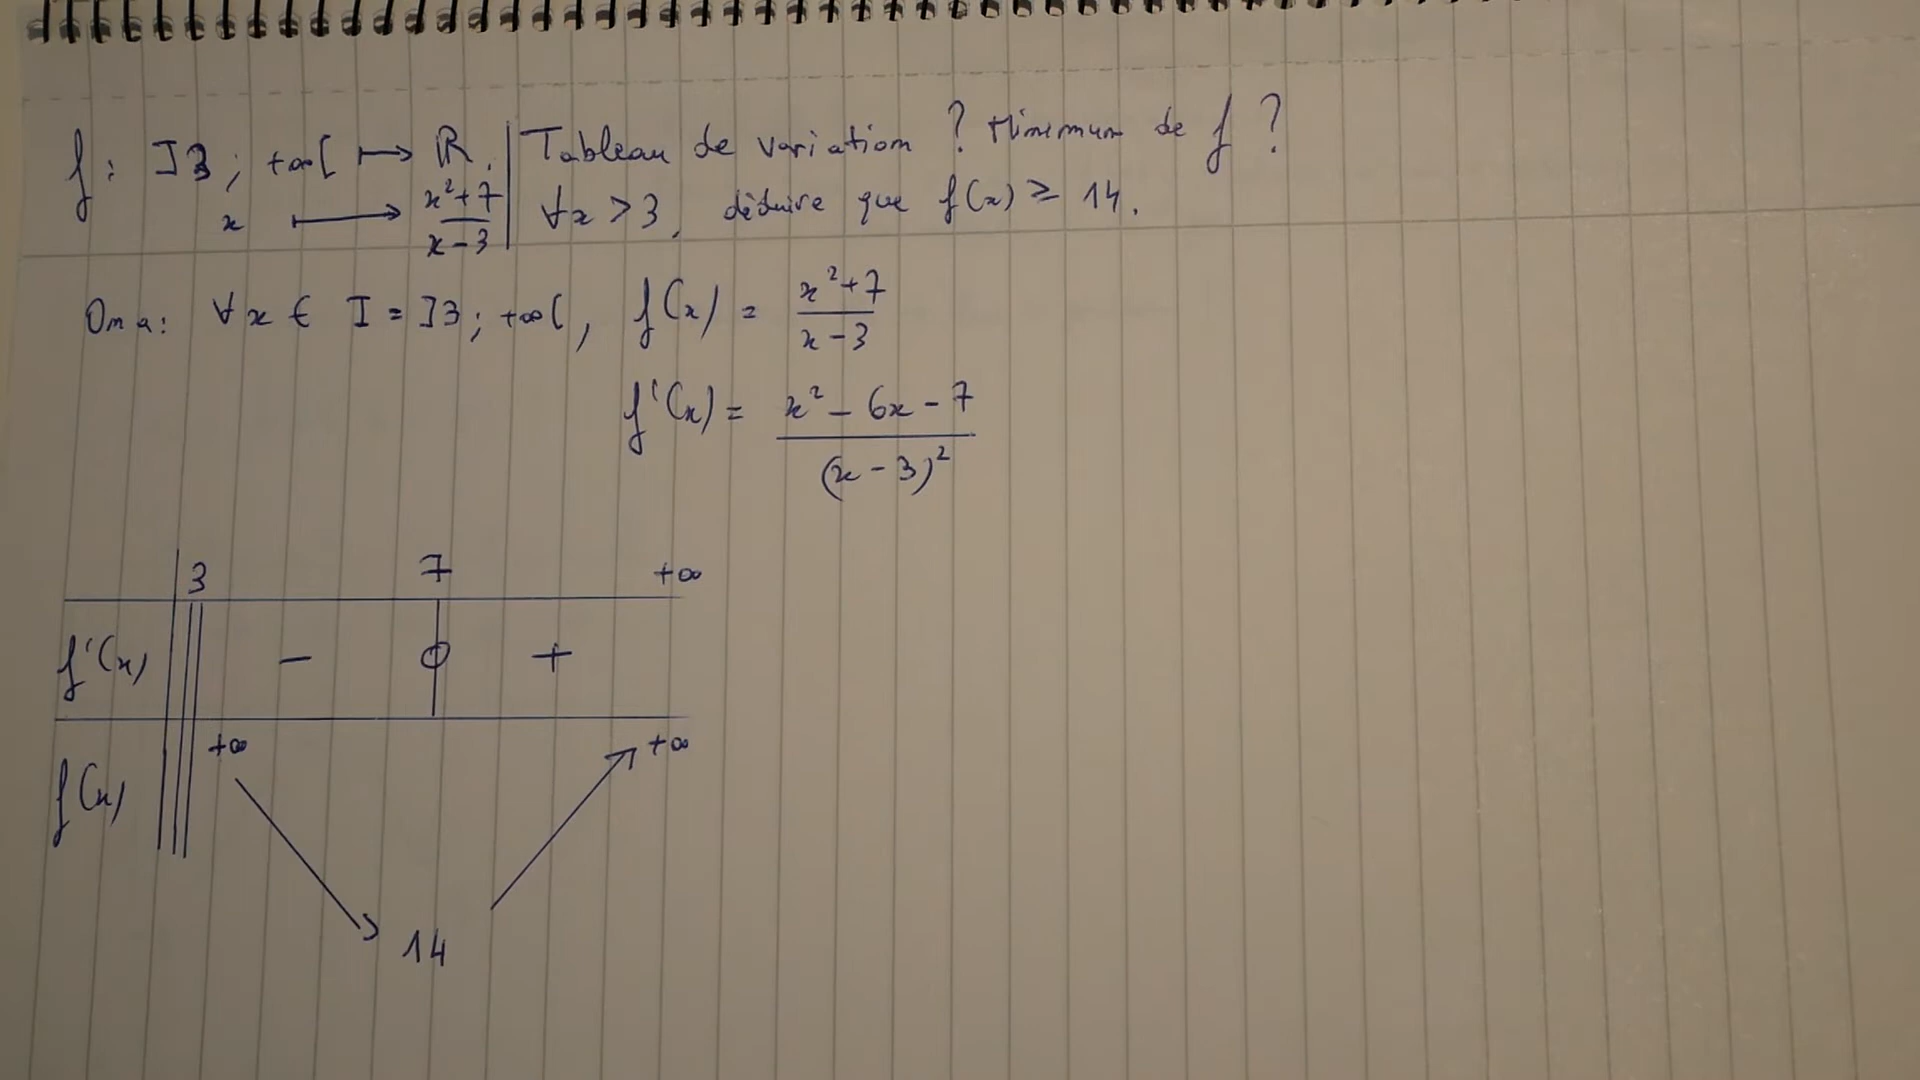 f : ]3 ; +∞[ ↦ ℝ. | Tableau de variation ? Minimum de f ?
x ⟼ (x²+7)/(x-3) | ∀x > 3, déduire que f(x) ≥ 14.
On a : ∀x ∈ I = ]3 ; +∞[, f(x) = (x²+7)/(x-3)
f'(x) = (x² - 6x - 7)/(x-3)²
3 7 +∞
f'(x) || - 0 +
f(x) || +∞ ↘ 14 ↗ +∞